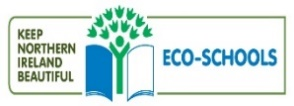 KEEP
NORTHERN
IRELAND
BEAUTIFUL
ECO-SCHOOLS